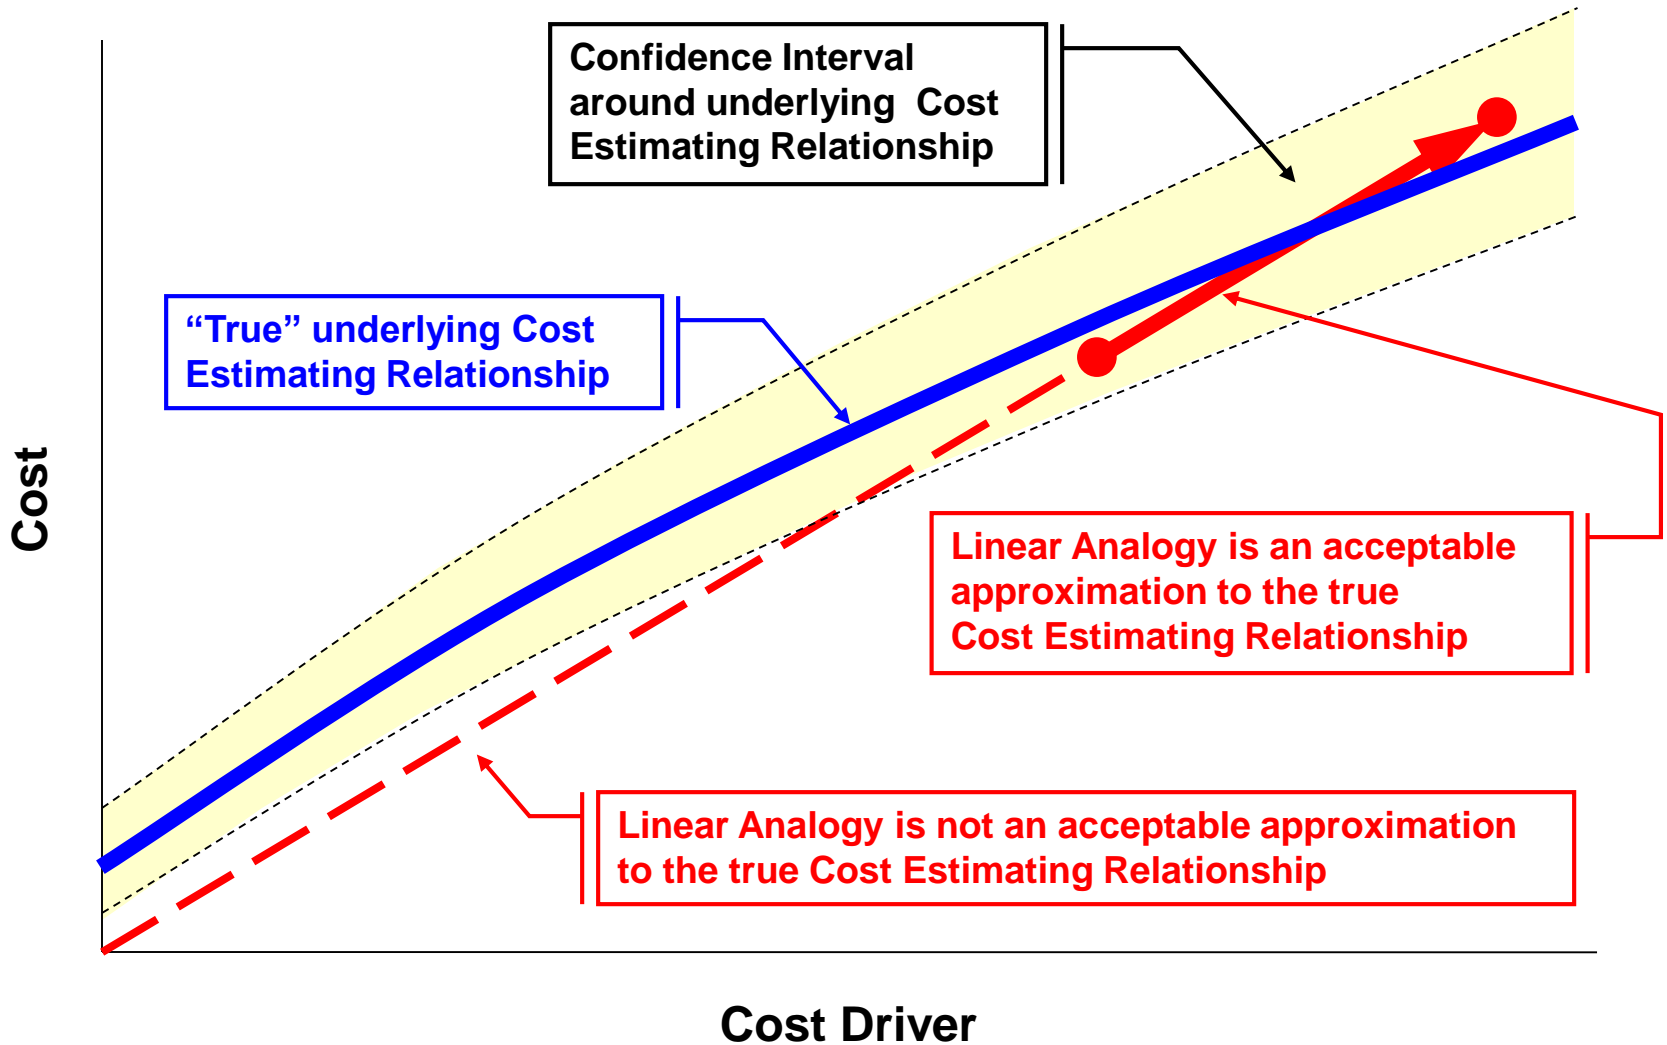 Confidence Interval
around underlying Cost
Estimating Relationship
“True” underlying Cost
Estimating Relationship
Cost
Linear Analogy is an acceptable
approximation to the true
Cost Estimating Relationship
Linear Analogy is not an acceptable approximation
to the true Cost Estimating Relationship
Cost Driver